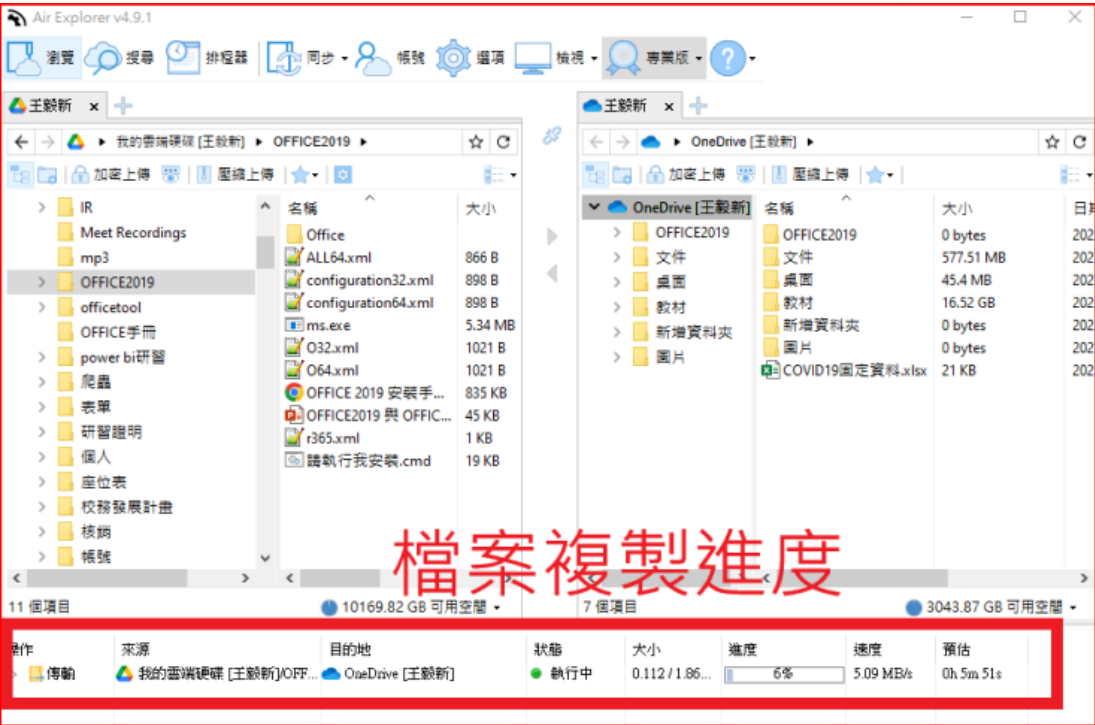 Air Explorer v4.9.1
瀏覽 搜尋 排程器 同步 帳號 選項 檢視 專業版
王毅新
我的雲端硬碟 [王毅新] OFFICE2019
加密上傳 壓縮上傳
IR
Meet Recordings
mp3
OFFICE2019
officetool
OFFICE手冊
power bi研習
爬蟲
表單
研習證明
個人
座位表
校務發展計畫
核銷
帳號
名稱 大小
Office
ALL64.xml 866 B
configuration32.xml 898 B
configuration64.xml 898 B
ms.exe 5.34 MB
O32.xml 1021 B
O64.xml 1021 B
OFFICE 2019 安裝手... 835 KB
OFFICE2019 與 OFFIC... 45 KB
r365.xml 1 KB
請執行我安裝.cmd 19 KB
11 個項目 10169.82 GB 可用空間
王毅新
OneDrive [王毅新]
加密上傳 壓縮上傳
OneDrive [王毅新]
OFFICE2019
文件
桌面
教材
新增資料夾
圖片
名稱 大小 日期
OFFICE2019 0 bytes 202
文件 577.51 MB 202
桌面 45.4 MB 202
教材 16.52 GB 202
新增資料夾 0 bytes 202
圖片 0 bytes 202
COVID19固定資料.xlsx 21 KB 202
7 個項目 3043.87 GB 可用空間
檔案複製進度
操作 來源 目的地 狀態 大小 進度 速度 預估
傳輸 我的雲端硬碟 [王毅新]/OFF... OneDrive [王毅新] 執行中 0.112 / 1.86... 6% 5.09 MB/s 0h 5m 51s